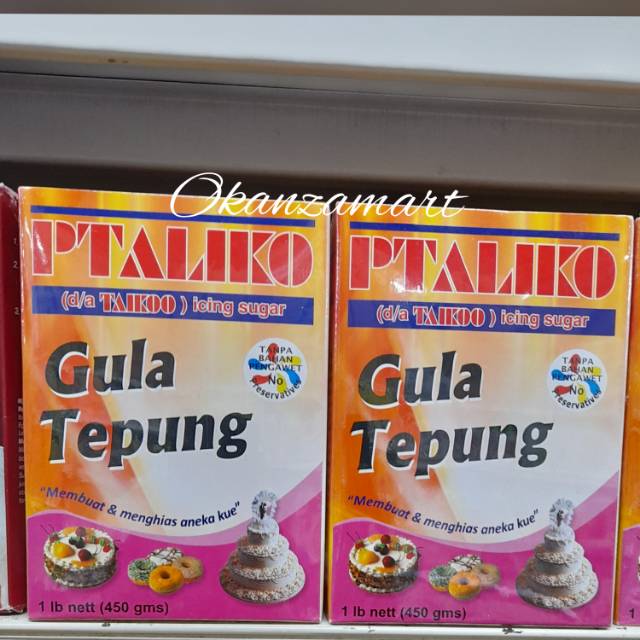 Okanzamart
PTALIKO
(d/a TAIKOO) icing sugar
Gula
Tepung
TANPA
BAHAN
PENGAWET
No
Preservative
"Membuat & menghias aneka kue"
1 lb nett (450 gms)
PTALIKO
(d/a TAIKOO) icing sugar
Gula
Tepung
TANPA
BAHAN
PENGAWET
No
Preservative
"Membuat & menghias aneka kue"
1 lb nett (450 gms)